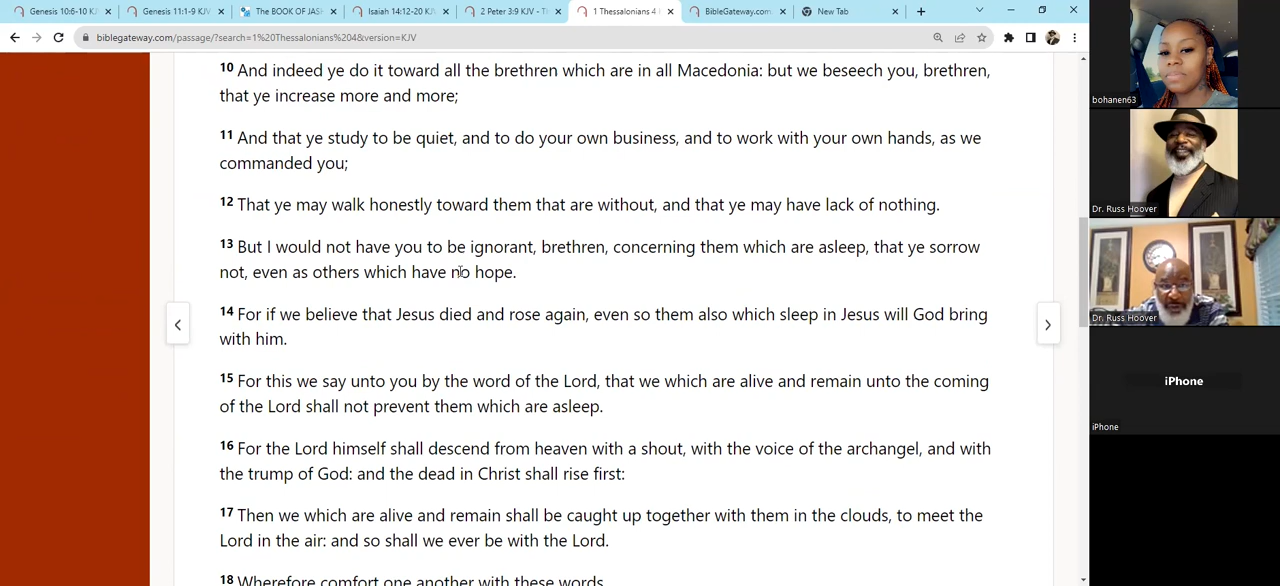 Genesis 10:6-10 KJ
Genesis 11:1-9 KJV
The BOOK OF JAS
Isaiah 14:12-20 KJV
2 Peter 3:9 KJV - Th
1 Thessalonians 4
BibleGateway.com
New Tab
biblegateway.com/passage/?search=1%20Thessalonians%204&version=KJV
10 And indeed ye do it toward all the brethren which are in all Macedonia: but we beseech you, brethren,
that ye increase more and more;
11 And that ye study to be quiet, and to do your own business, and to work with your own hands, as we
commanded you;
12 That ye may walk honestly toward them that are without, and that ye may have lack of nothing.
13 But I would not have you to be ignorant, brethren, concerning them which are asleep, that ye sorrow
not, even as others which have no hope.
14 For if we believe that Jesus died and rose again, even so them also which sleep in Jesus will God bring
with him.
15 For this we say unto you by the word of the Lord, that we which are alive and remain unto the coming
of the Lord shall not prevent them which are asleep.
16 For the Lord himself shall descend from heaven with a shout, with the voice of the archangel, and with
the trump of God: and the dead in Christ shall rise first:
17 Then we which are alive and remain shall be caught up together with them in the clouds, to meet the
Lord in the air: and so shall we ever be with the Lord.
18 Wherefore comfort one another with these words.
bohanen63
Dr. Russ Hoover
Dr. Russ Hoover
iPhone
iPhone